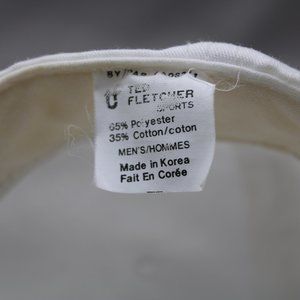 TED
FLETCHER
SPORTS
65% Polyester
35% Cotton/coton
MEN'S/HOMMES
Made in Korea
Fait En Corée